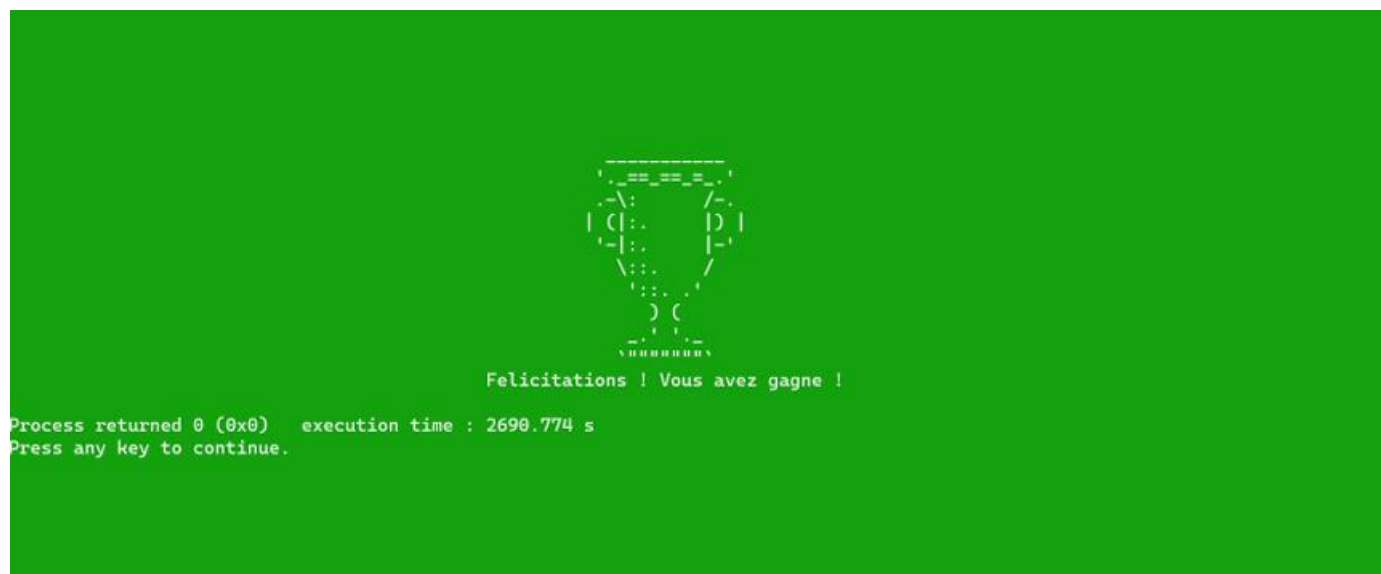 Felicitations ! Vous avez gagne !
Process returned 0 (0x0)   execution time : 2690.774 s
Press any key to continue.